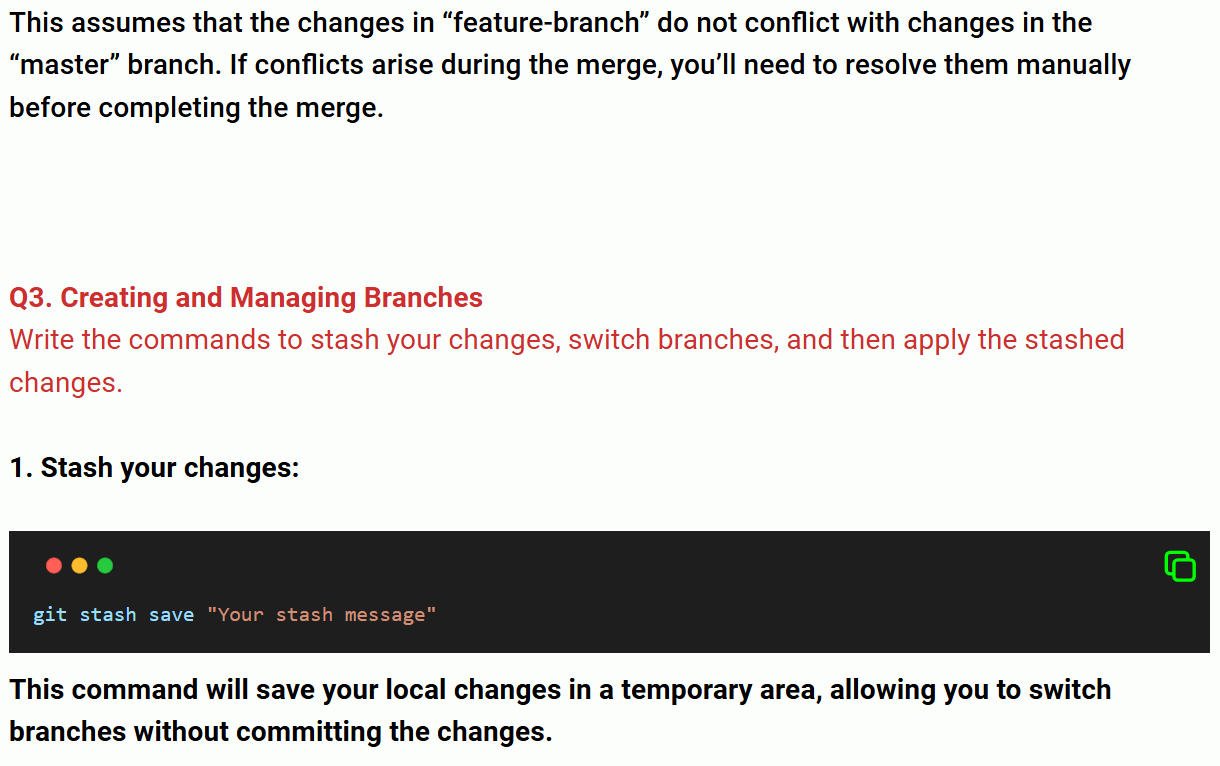 This assumes that the changes in “feature-branch” do not conflict with changes in the
“master” branch. If conflicts arise during the merge, you’ll need to resolve them manually
before completing the merge.
Q3. Creating and Managing Branches
Write the commands to stash your changes, switch branches, and then apply the stashed
changes.
1. Stash your changes:
git stash save "Your stash message"
This command will save your local changes in a temporary area, allowing you to switch
branches without committing the changes.